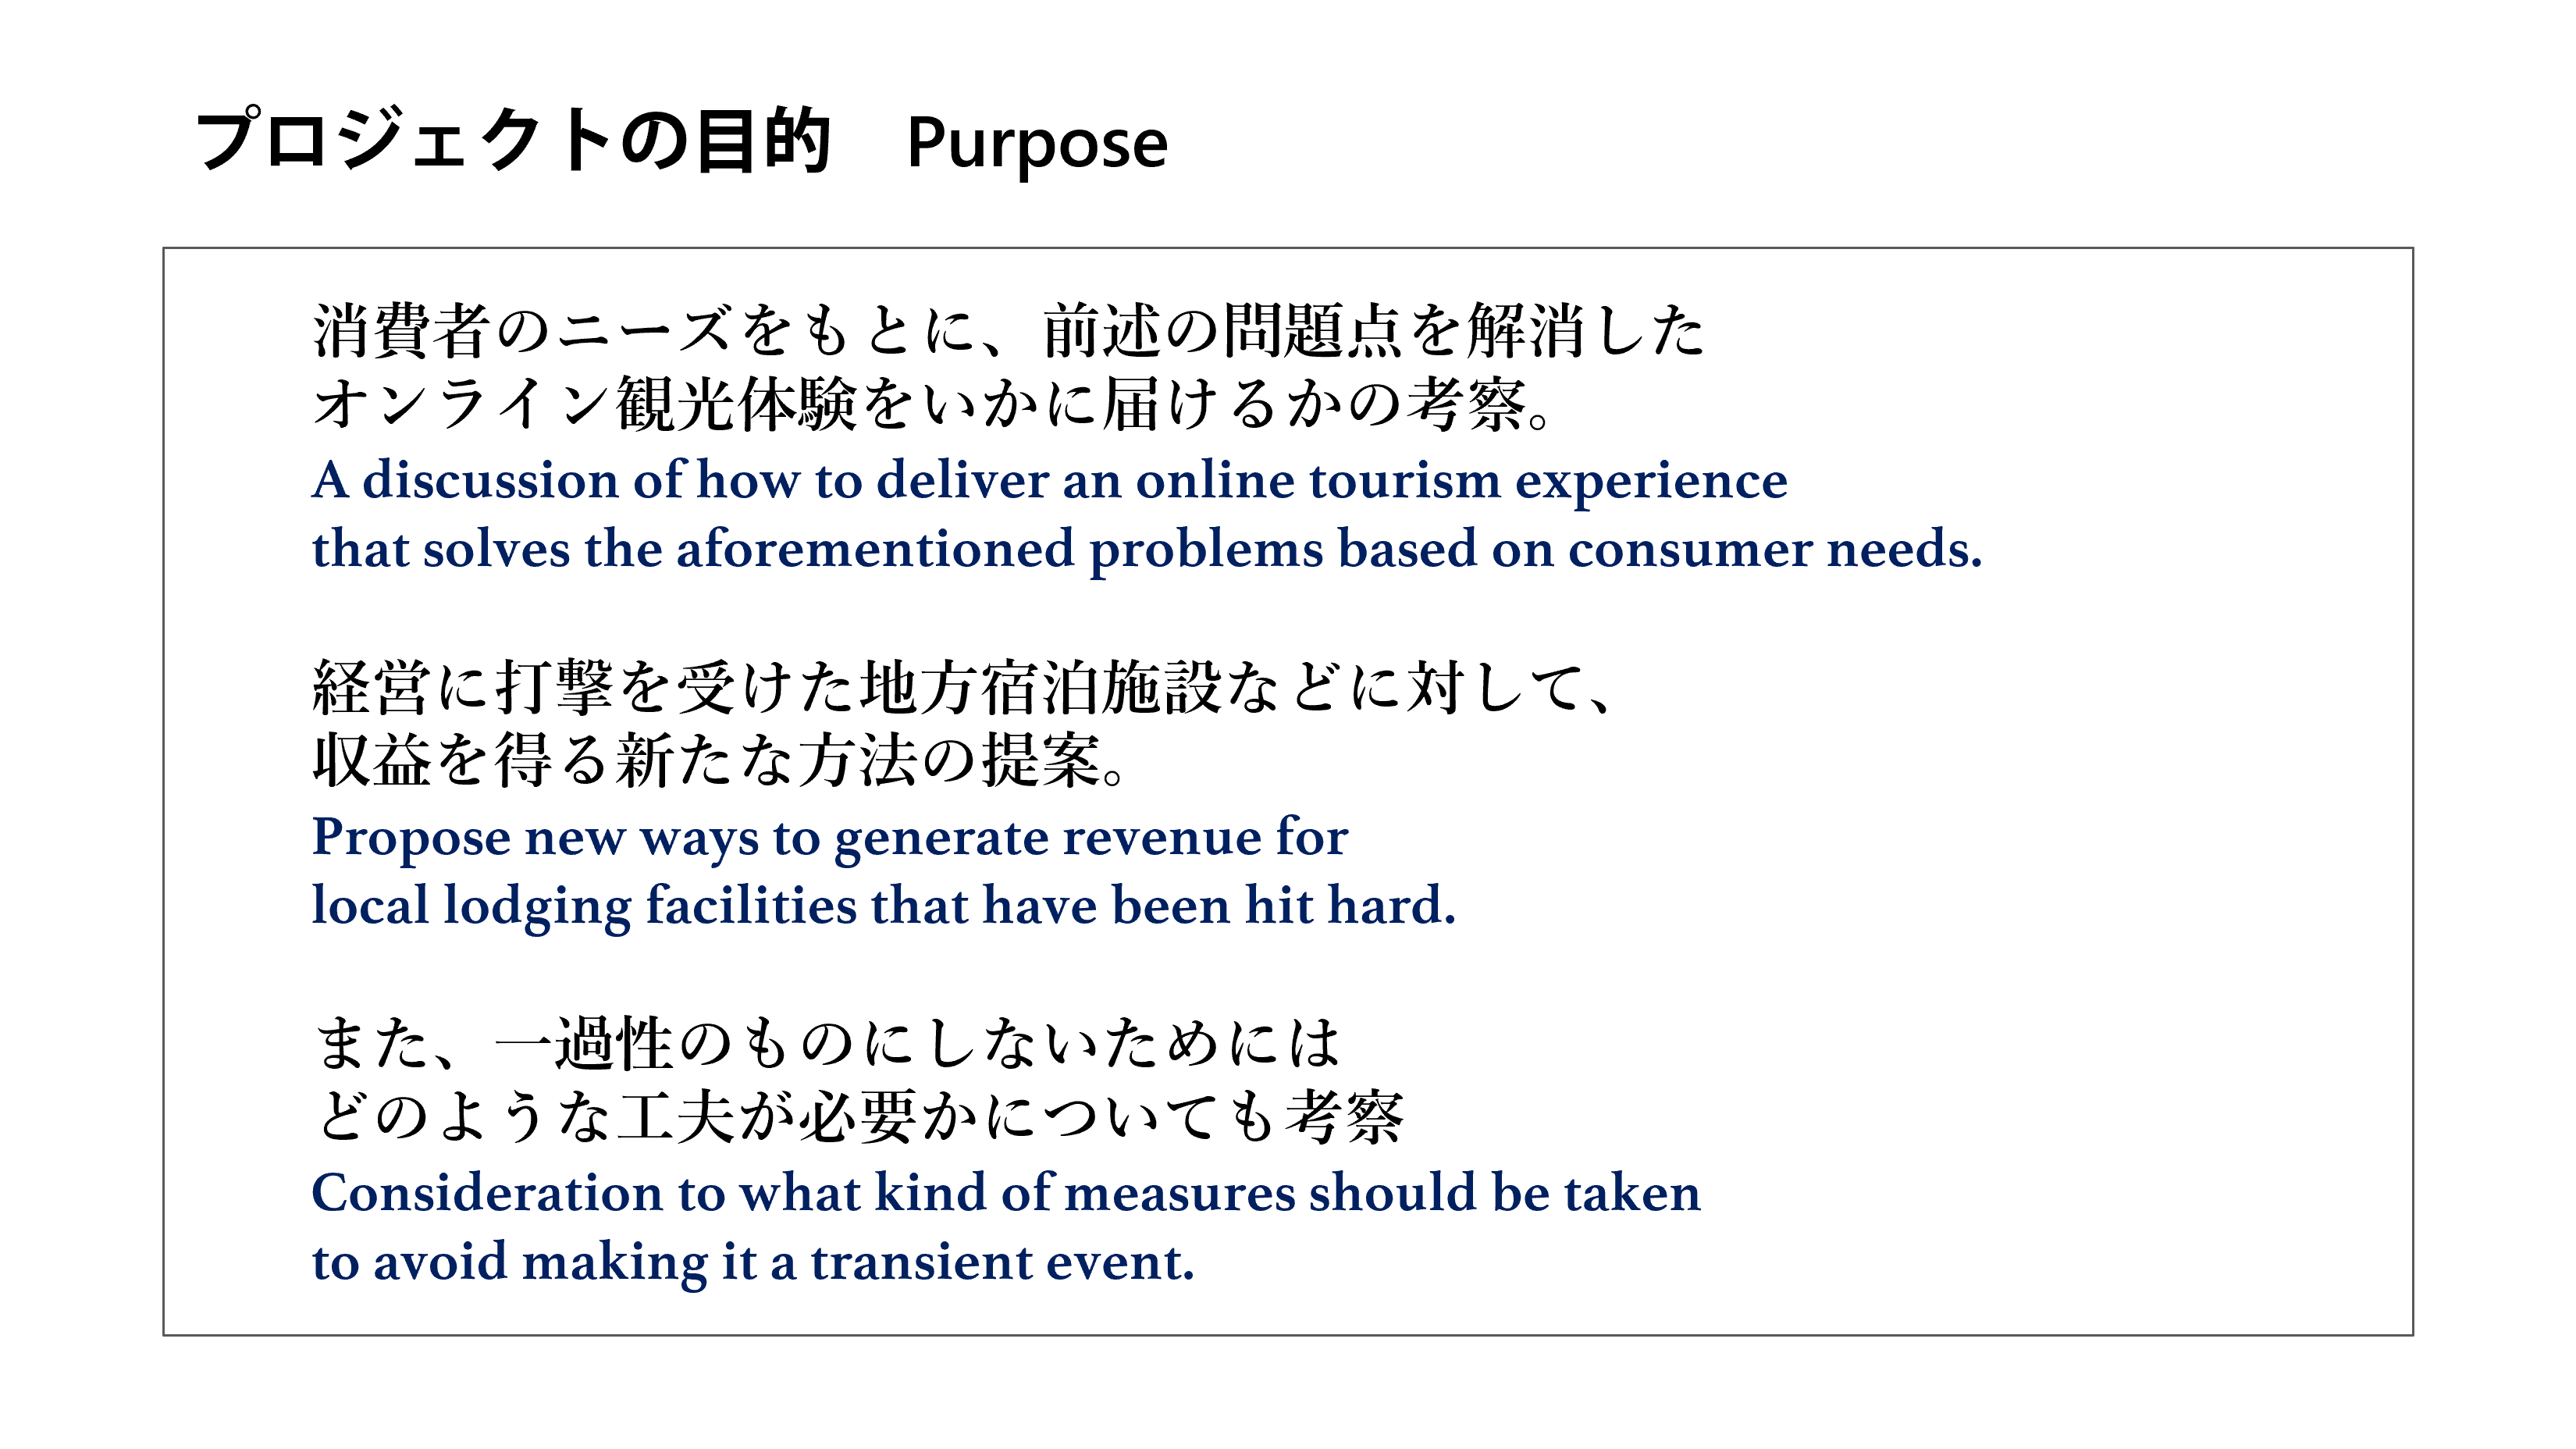 プロジェクトの目的　Purpose
消費者のニーズをもとに、前述の問題点を解消した
オンライン観光体験をいかに届けるかの考察。
A discussion of how to deliver an online tourism experience
that solves the aforementioned problems based on consumer needs.
経営に打撃を受けた地方宿泊施設などに対して、
収益を得る新たな方法の提案。
Propose new ways to generate revenue for
local lodging facilities that have been hit hard.
また、一過性のものにしないためには
どのような工夫が必要かについても考察
Consideration to what kind of measures should be taken
to avoid making it a transient event.